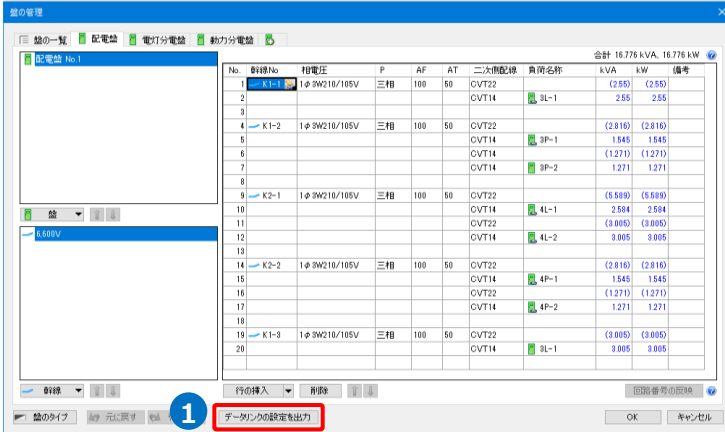 盤の管理
盤の一覧 配電盤 電灯分電盤 動力分電盤
配電盤 No.1
合計 16.776 kVA、16.776 kW
No. 幹線No 相電圧 P AF AT 二次側配線 負荷名称 kVA kW 備考
1 K1-1 1φ3W210/105V 三相 100 50 CVT22 (2.55) (2.55)
2 CVT14 3L-1 2.55 2.55
3
4 K1-2 1φ3W210/105V 三相 100 50 CVT22 (2.816) (2.816)
5 CVT14 3P-1 1.545 1.545
6 CVT22 (1.271) (1.271)
7 CVT14 3P-2 1.271 1.271
8
9 K2-1 1φ3W210/105V 三相 100 50 CVT22 (5.589) (5.589)
10 CVT14 4L-1 2.584 2.584
11 CVT22 (3.005) (3.005)
12 CVT14 4L-2 3.005 3.005
13
14 K2-2 1φ3W210/105V 三相 100 50 CVT22 (2.816) (2.816)
15 CVT14 4P-1 1.545 1.545
16 CVT22 (1.271) (1.271)
17 CVT14 4P-2 1.271 1.271
18
19 K1-3 1φ3W210/105V 三相 100 50 CVT22 (3.005) (3.005)
20 CVT14 3L-1 3.005 3.005
盤
6,600V
幹線 行の挿入 削除 回路番号の反映
盤のタイプ 元に戻す 1 データリンクの設定を出力 OK キャンセル